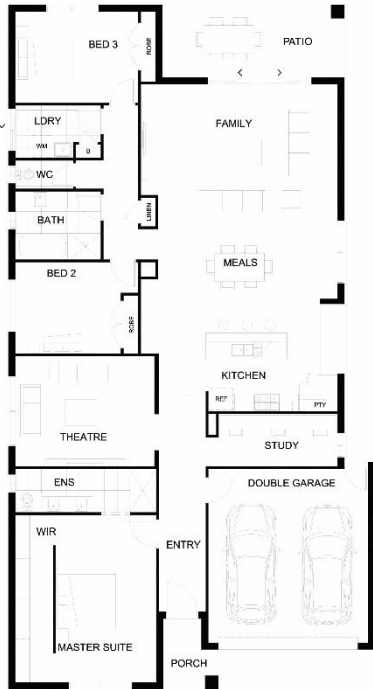 BED 3
ROBE
PATIO
LDRY
FAMILY
WM
WC
LINEN
BATH
MEALS
BED 2
ROBE
KITCHEN
REF
PTY
THEATRE
STUDY
ENS
DOUBLE GARAGE
WIR
ENTRY
MASTER SUITE
PORCH